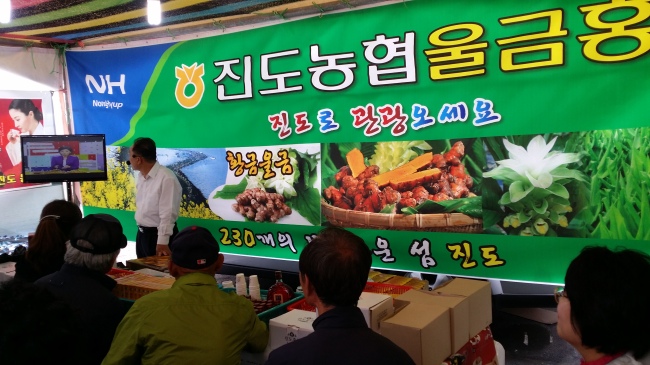 NH
Nonghyup
진도농협울금홍
진도로 관광오세요
황금울금
230개의
섬 진도